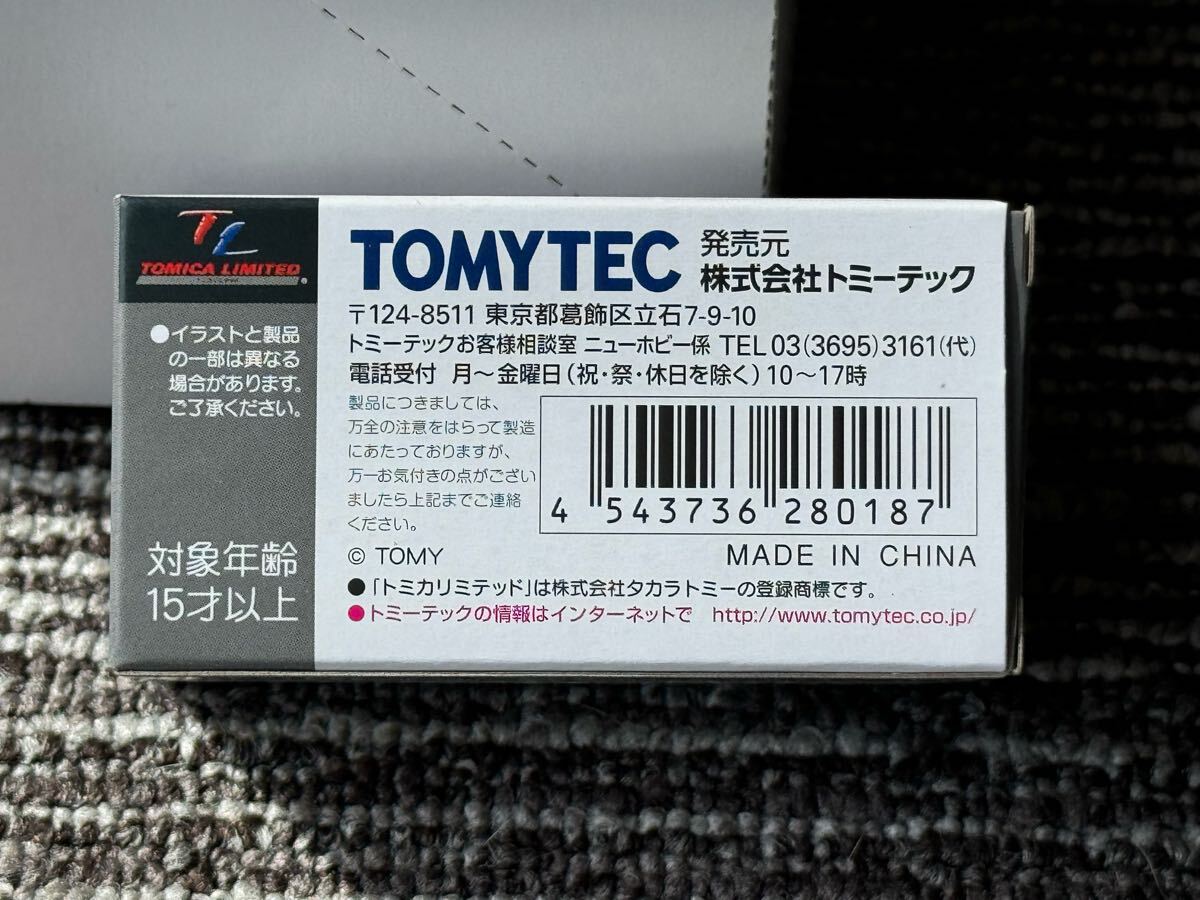 TL
TOMICA LIMITED
●イラストと製品
の一部は異なる
場合があります。
ご了承ください。
対象年齢
15才以上
TOMYTEC
発売元
株式会社トミーテック
〒124-8511 東京都葛飾区立石7-9-10
トミーテックお客様相談室 ニューホビー係 TEL 03(3695)3161(代)
電話受付 月〜金曜日(祝・祭・休日を除く)10〜17時
製品につきましては、
万全の注意をはらって製造
にあたっておりますが、
万一お気付きの点がござい
ましたら上記までご連絡
ください。
4 543736 280187
© TOMY
MADE IN CHINA
●「トミカリミテッド」は株式会社タカラトミーの登録商標です。
●トミーテックの情報はインターネットで http://www.tomytec.co.jp/